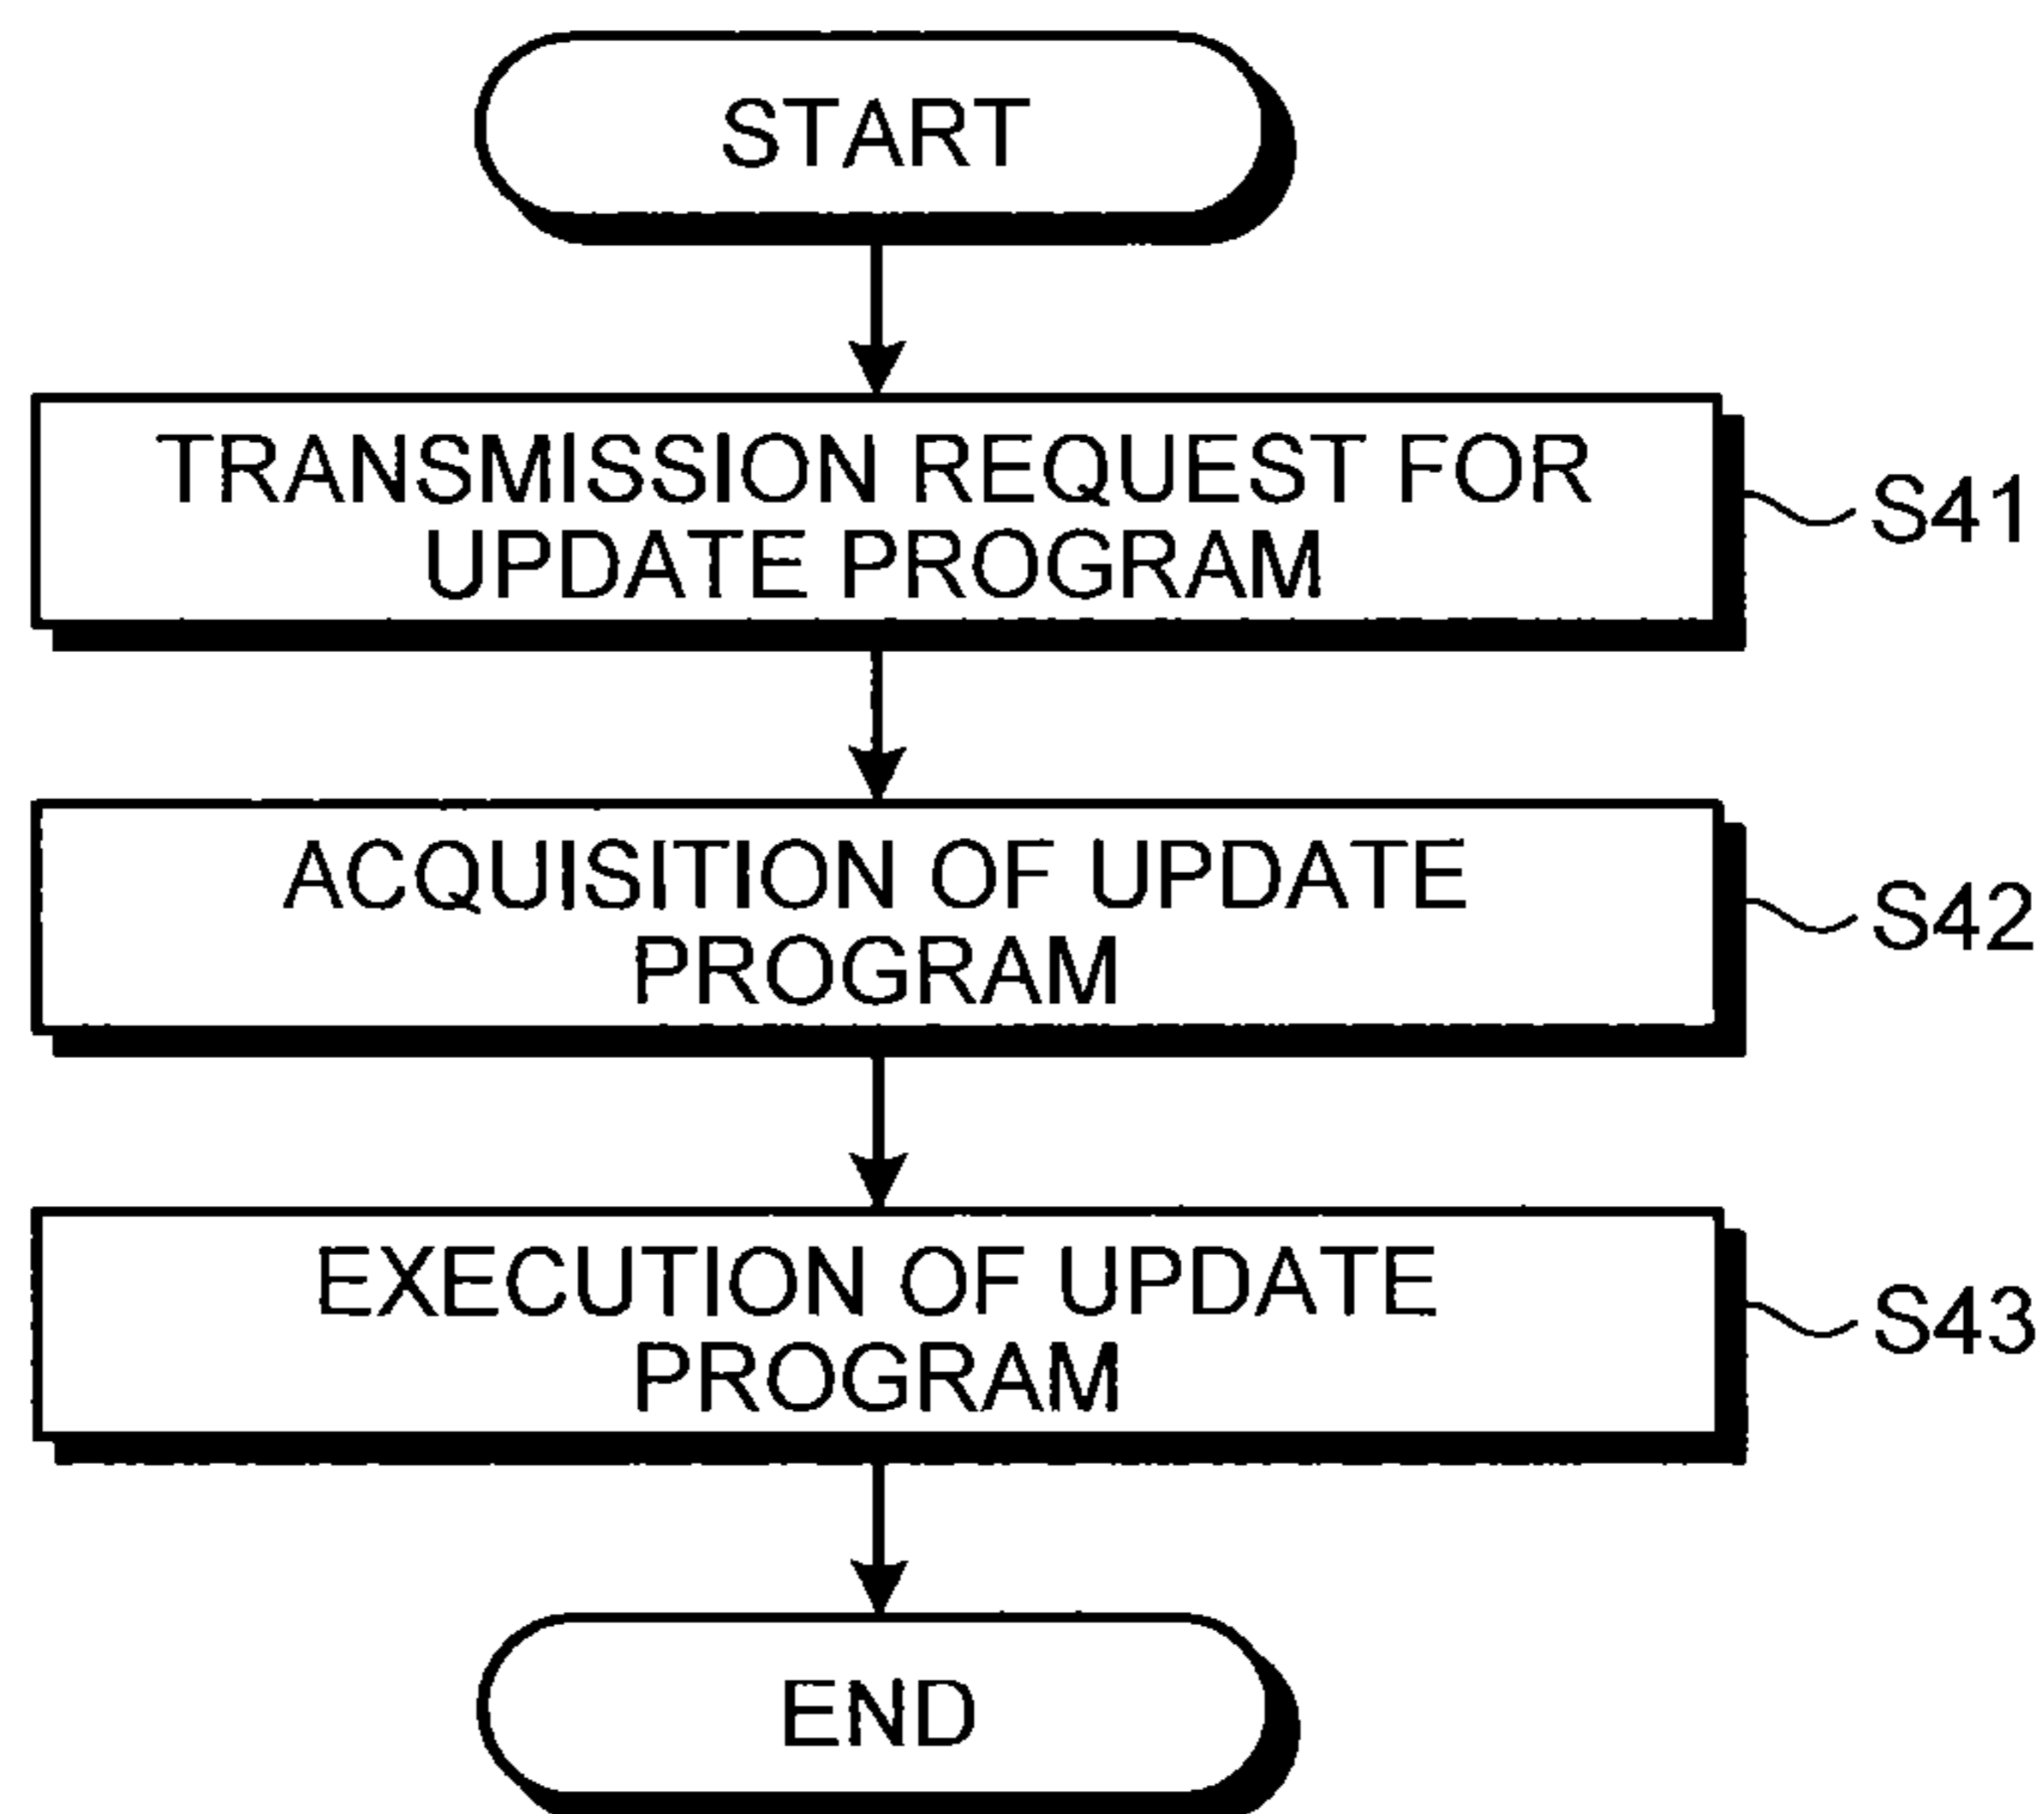 START
TRANSMISSION REQUEST FOR
UPDATE PROGRAM
S41
ACQUISITION OF UPDATE
PROGRAM
S42
EXECUTION OF UPDATE
PROGRAM
S43
END